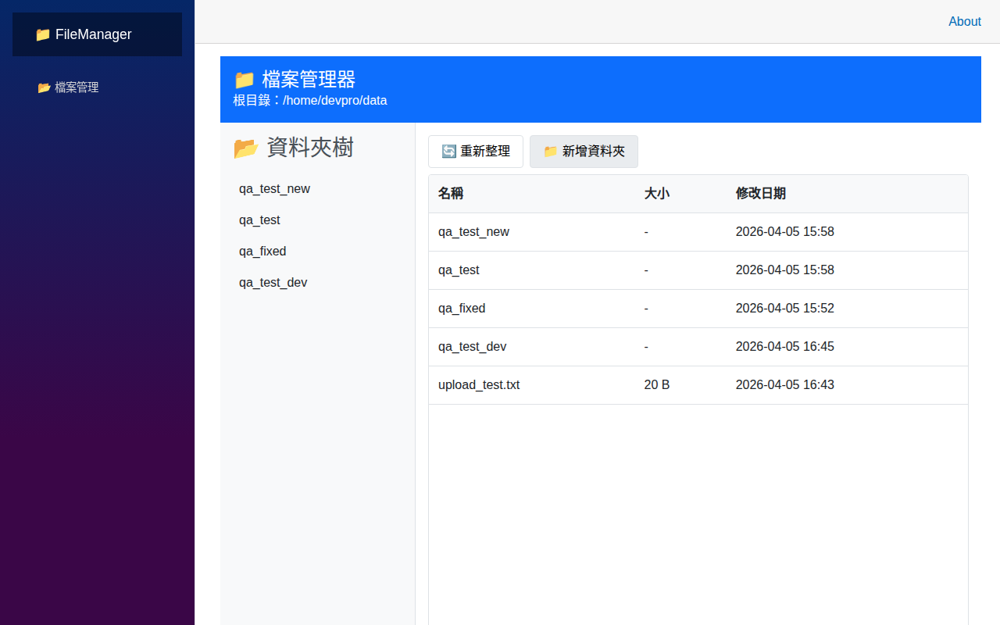 📁 FileManager
📂 檔案管理
About
📁 檔案管理器
根目錄：/home/devpro/data
📂 資料夾樹
qa_test_new
qa_test
qa_fixed
qa_test_dev
🔄 重新整理 📁 新增資料夾
名稱 大小 修改日期
qa_test_new - 2026-04-05 15:58
qa_test - 2026-04-05 15:58
qa_fixed - 2026-04-05 15:52
qa_test_dev - 2026-04-05 16:45
upload_test.txt 20 B 2026-04-05 16:43